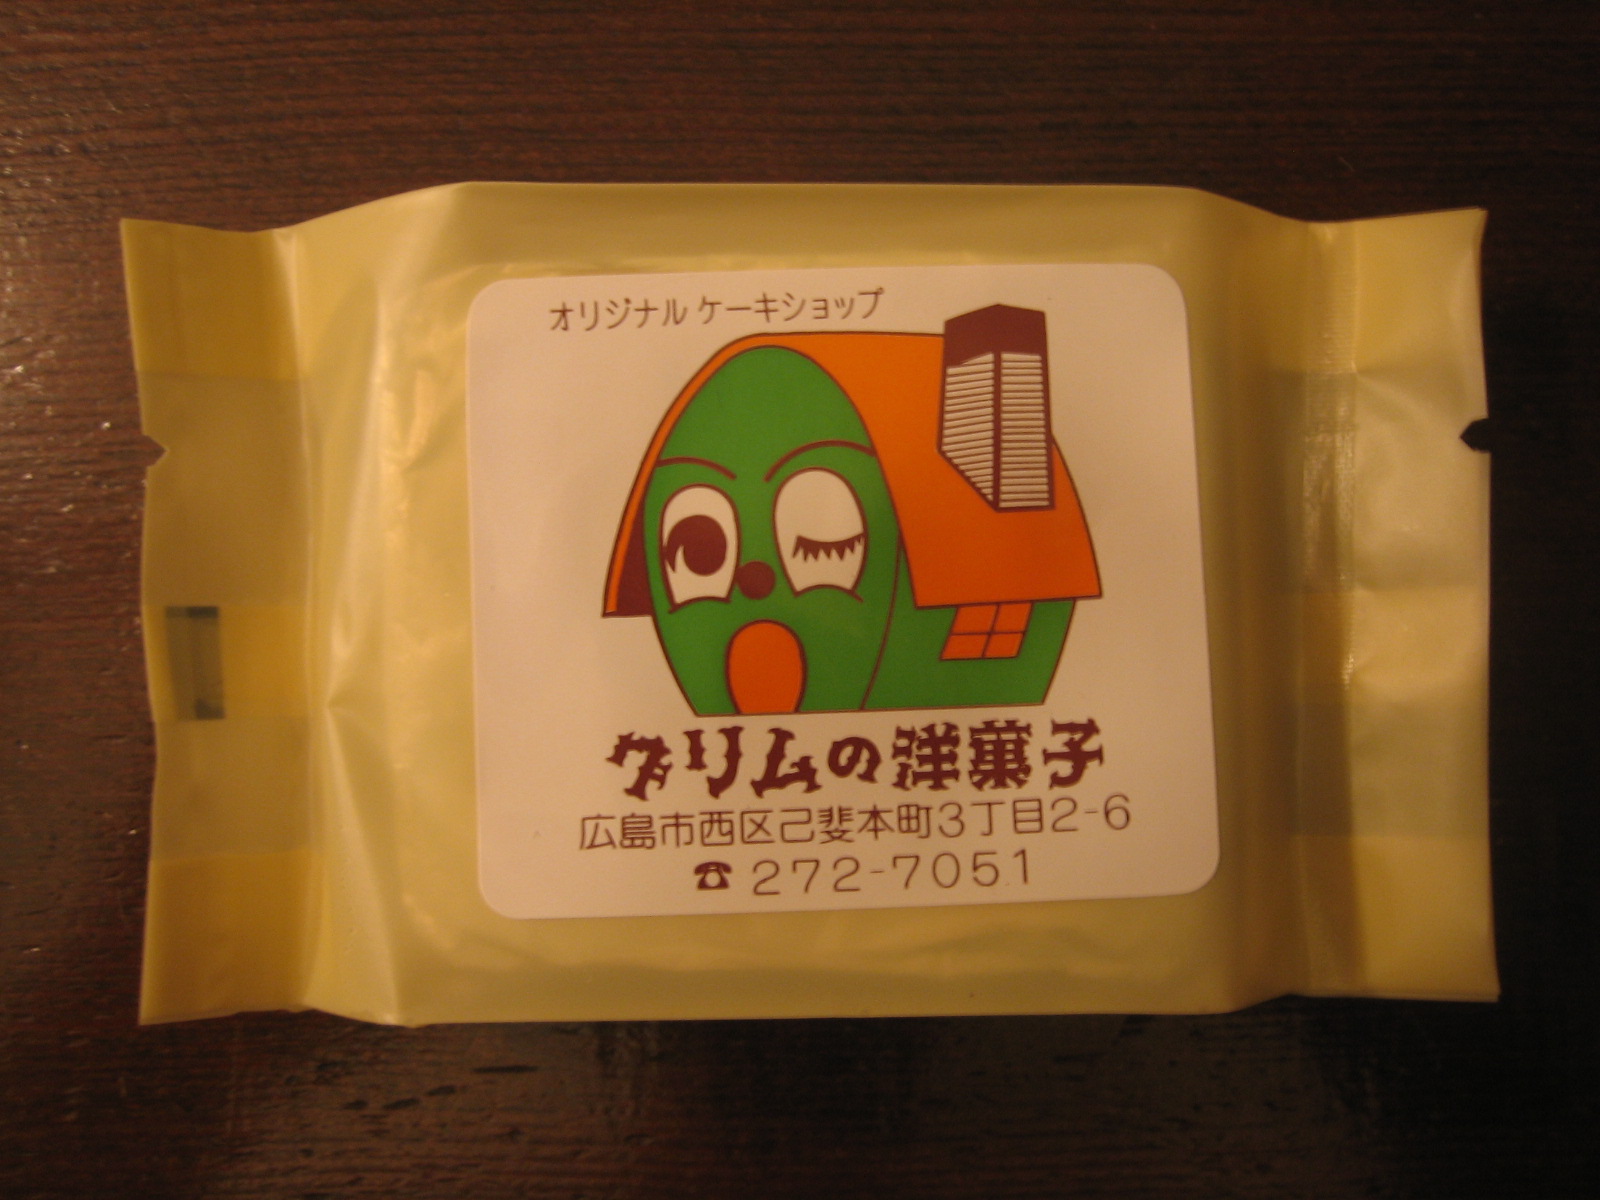 オリジナル ケーキショップ
グリムの洋菓子
広島市西区己斐本町3丁目2-6
☎ 272-7051